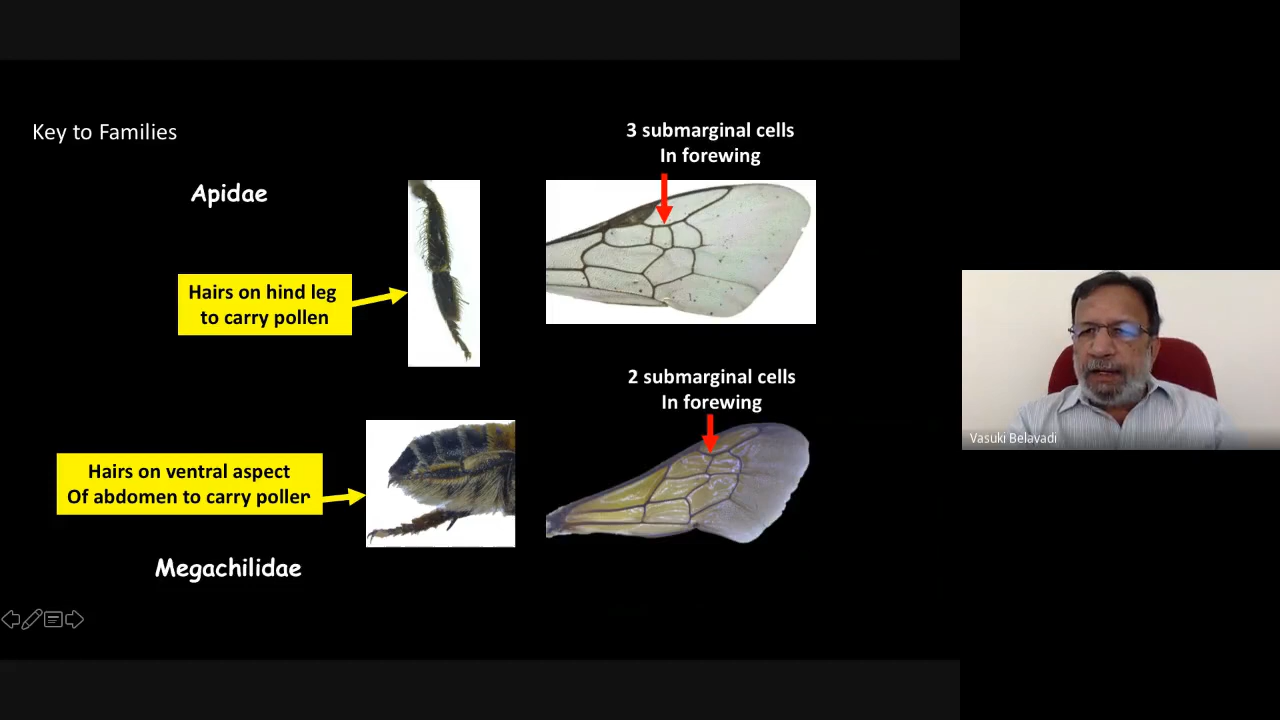 Key to Families
3 submarginal cells
In forewing
Apidae
Hairs on hind leg
to carry pollen
2 submarginal cells
In forewing
Hairs on ventral aspect
Of abdomen to carry pollen
Megachilidae
Vasuki Belavadi